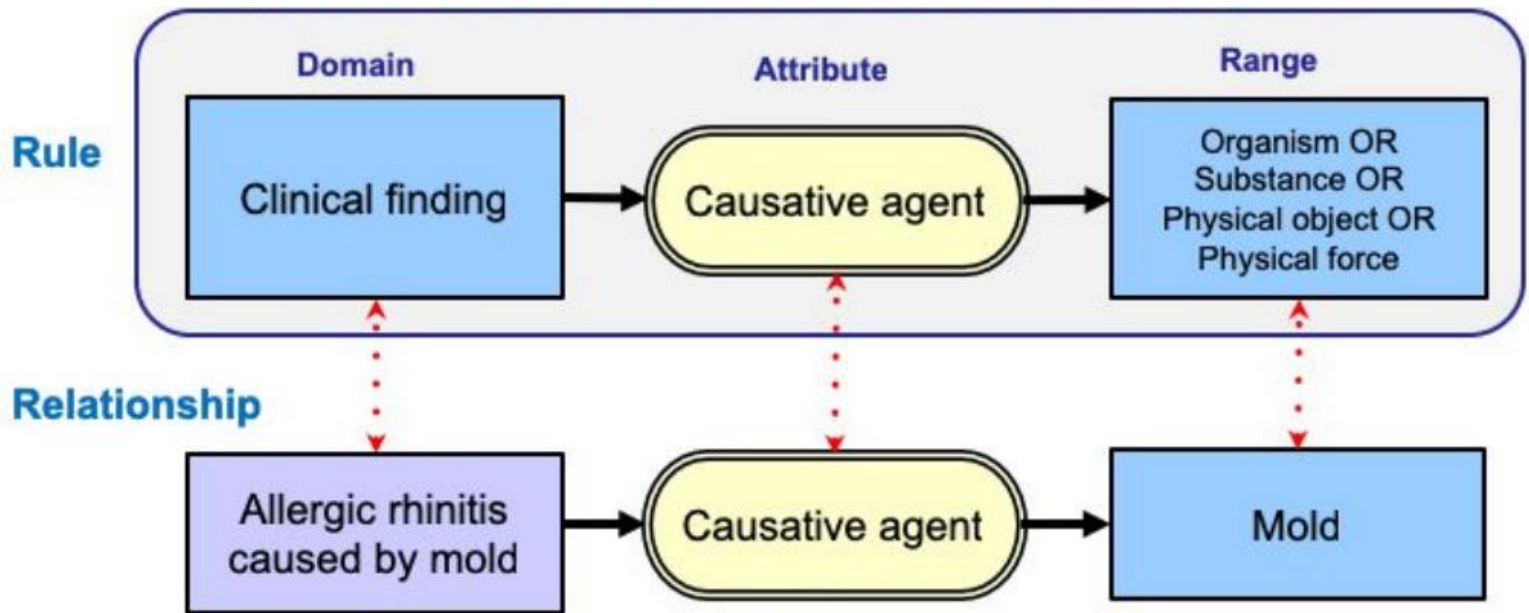 Domain
Attribute
Range
Rule
Clinical finding
Causative agent
Organism OR
Substance OR
Physical object OR
Physical force
Relationship
Allergic rhinitis
caused by mold
Causative agent
Mold